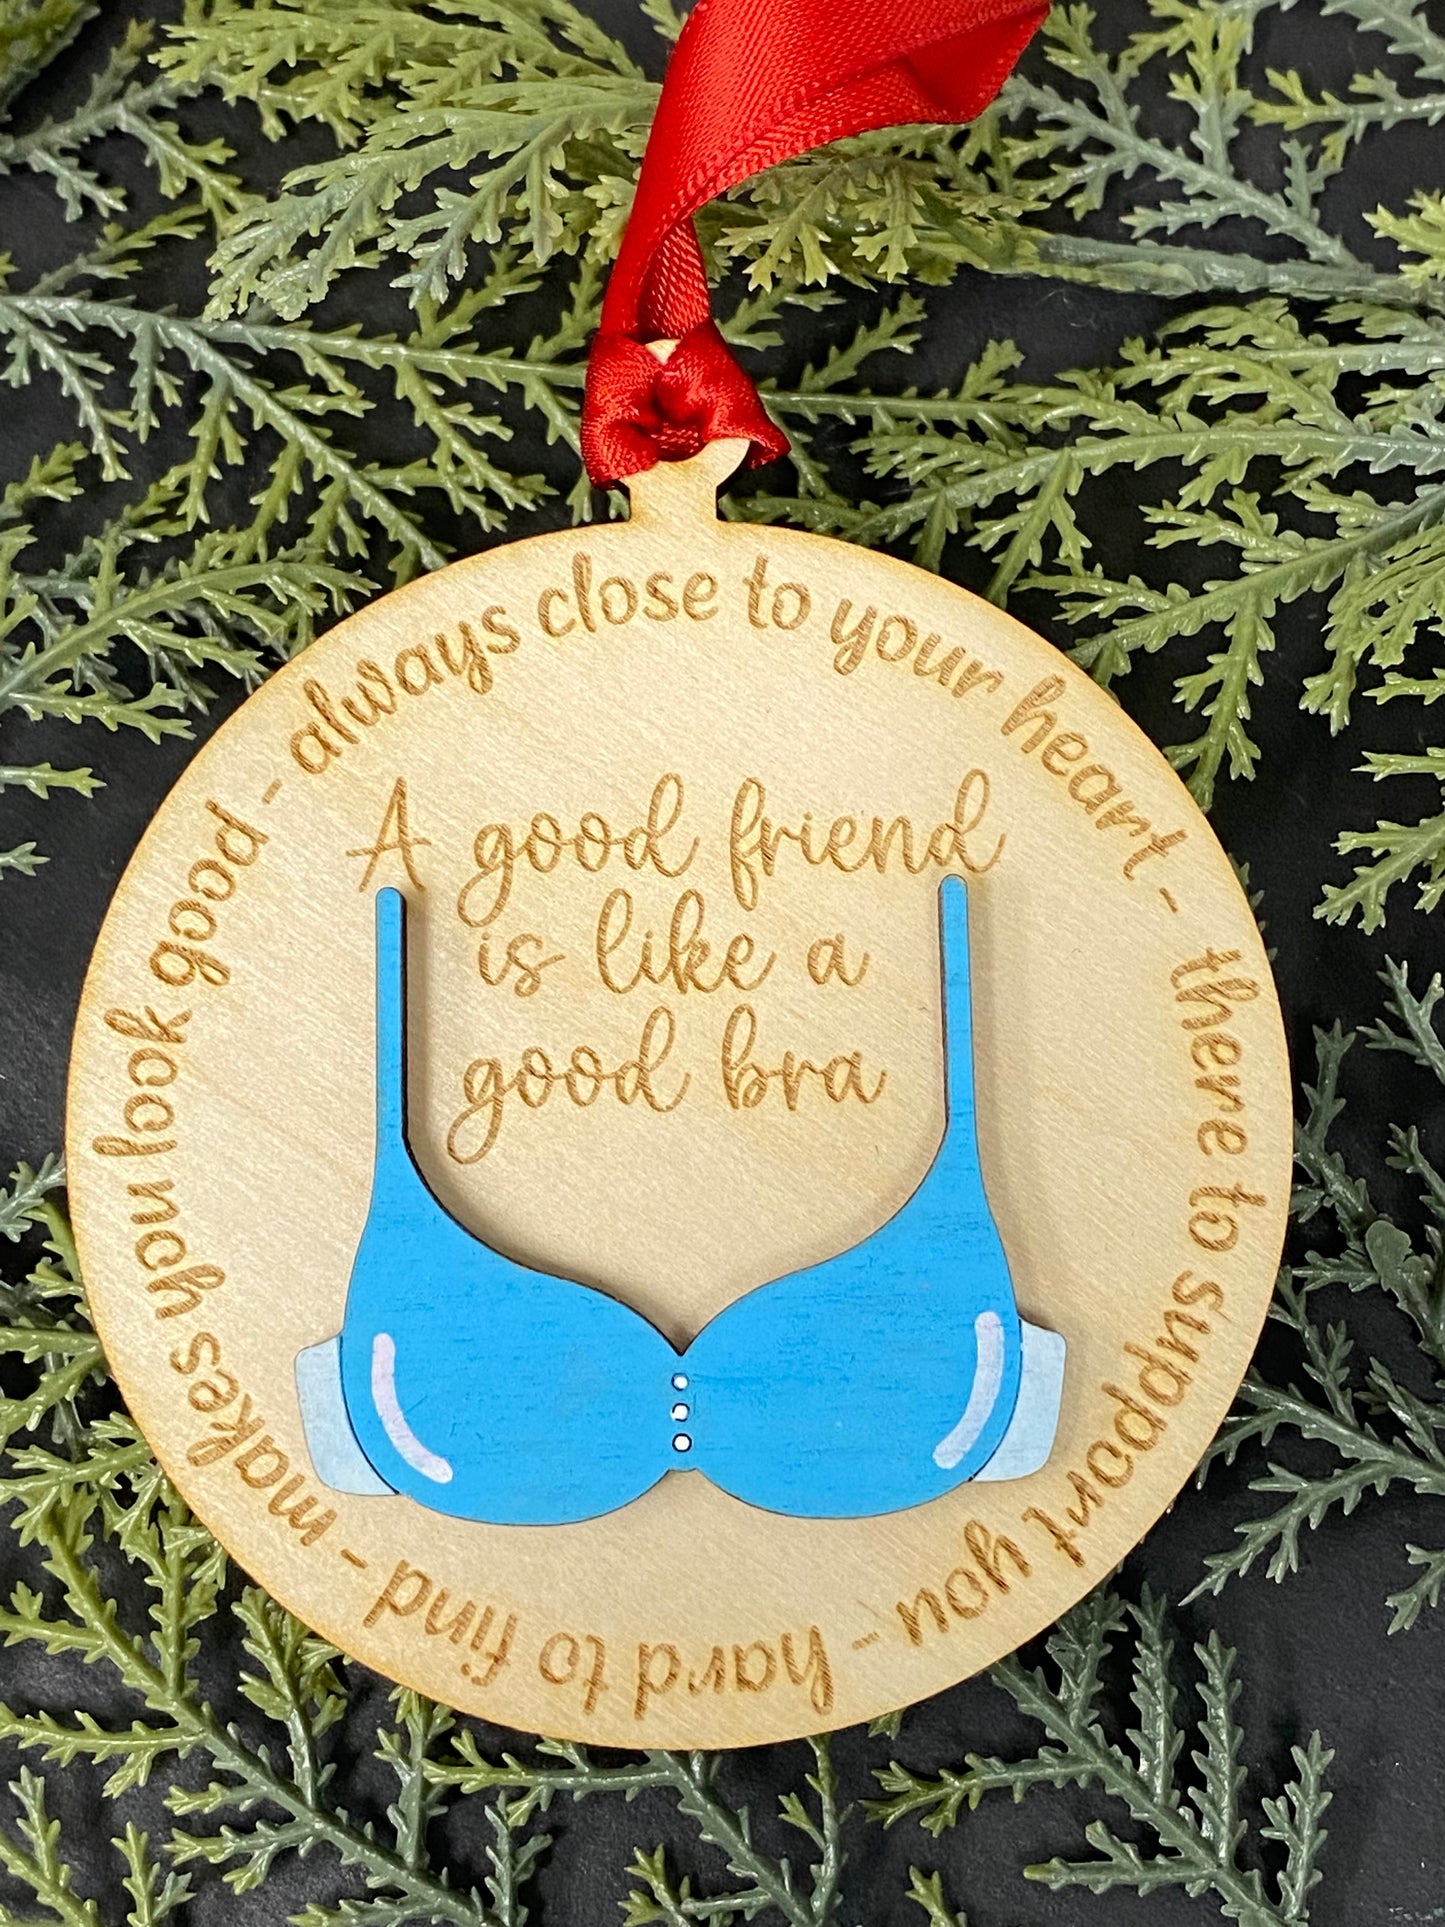 A good friend
is like a
good bra
always close to your heart - there to support you - hard to find - makes you look good -